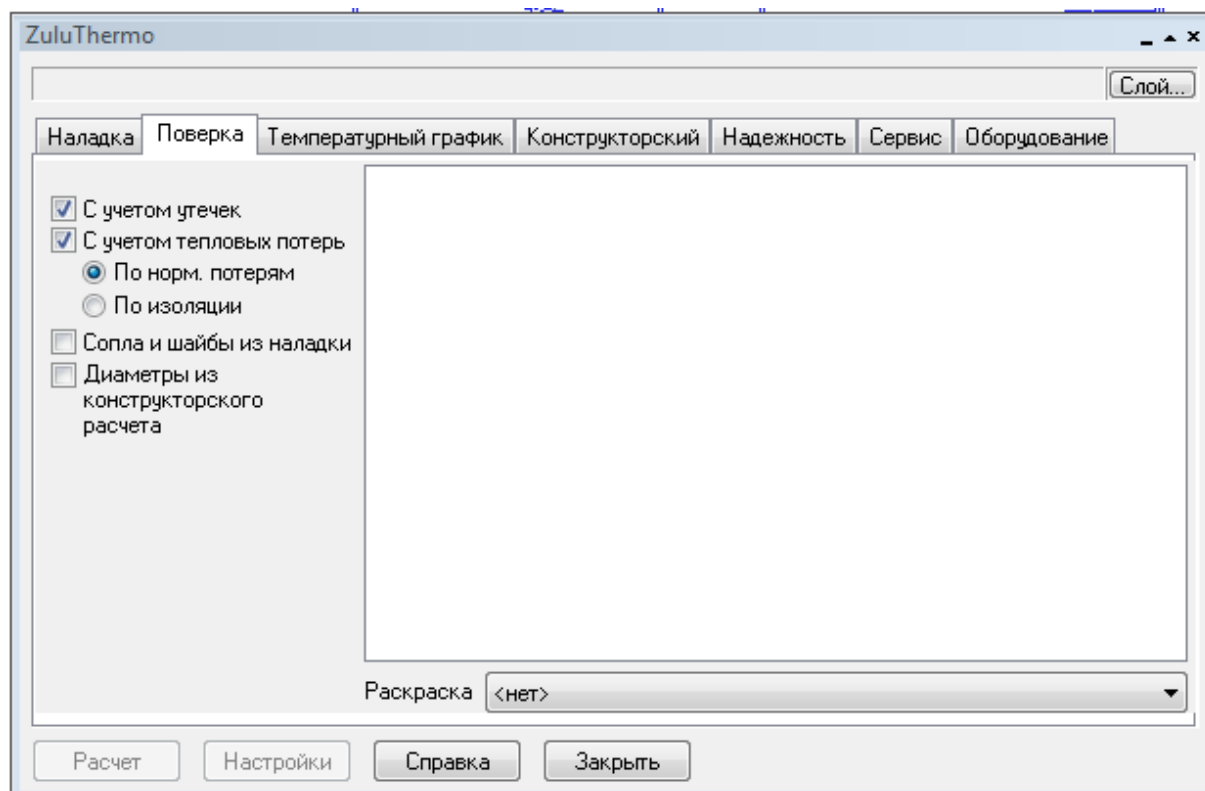 ZuluThermo
Слой...
Наладка Поверка Температурный график Конструкторский Надежность Сервис Оборудование
С учетом утечек
С учетом тепловых потерь
По норм. потерям
По изоляции
Сопла и шайбы из наладки
Диаметры из
конструкторского
расчета
Раскраска <нет>
Расчет Настройки Справка Закрыть